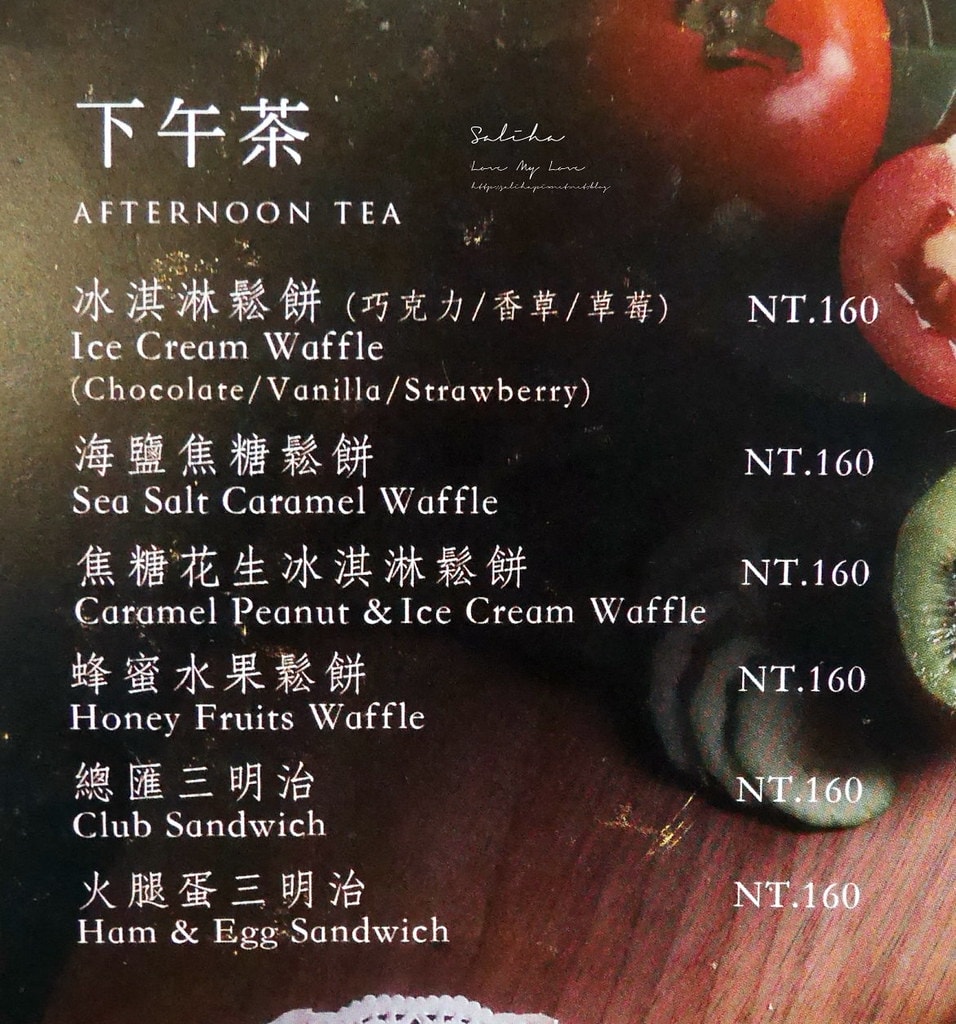 下午茶
AFTERNOON TEA
Saliha
Love My Love
冰淇淋鬆餅 (巧克力/香草/草莓) NT.160
Ice Cream Waffle
(Chocolate/Vanilla/Strawberry)
海鹽焦糖鬆餅 NT.160
Sea Salt Caramel Waffle
焦糖花生冰淇淋鬆餅 NT.160
Caramel Peanut & Ice Cream Waffle
蜂蜜水果鬆餅 NT.160
Honey Fruits Waffle
總匯三明治 NT.160
Club Sandwich
火腿蛋三明治 NT.160
Ham & Egg Sandwich